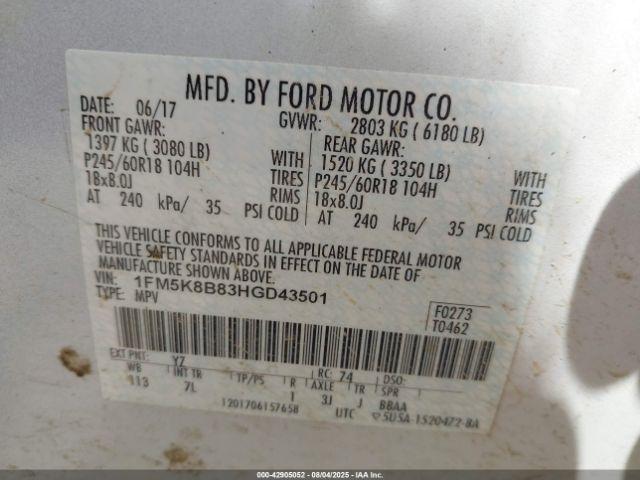 MFD. BY FORD MOTOR CO.
DATE: 06/17 GVWR: 2803 KG ( 6180 LB)
FRONT GAWR: REAR GAWR:
1397 KG ( 3080 LB) WITH 1520 KG ( 3350 LB) WITH
P245/60R18 104H TIRES P245/60R18 104H TIRES
18x8.0J RIMS 18x8.0J RIMS
AT 240 kPa/ 35 PSI COLD AT 240 kPa/ 35 PSI COLD
THIS VEHICLE CONFORMS TO ALL APPLICABLE FEDERAL MOTOR
VEHICLE SAFETY STANDARDS IN EFFECT ON THE DATE OF
MANUFACTURE SHOWN ABOVE.
VIN: 1FM5K8B83HGD43501
TYPE: MPV
F0273
T0462
EXT PNT: YZ RC: 74 DSO:
WB INT TR TP/PS R AXLE TR SPR
113 7L 1 3J J BBAA
1201706157658 UTC 5USA-1520472-BA
000-42905052 - 08/04/2025 - IAAI.com